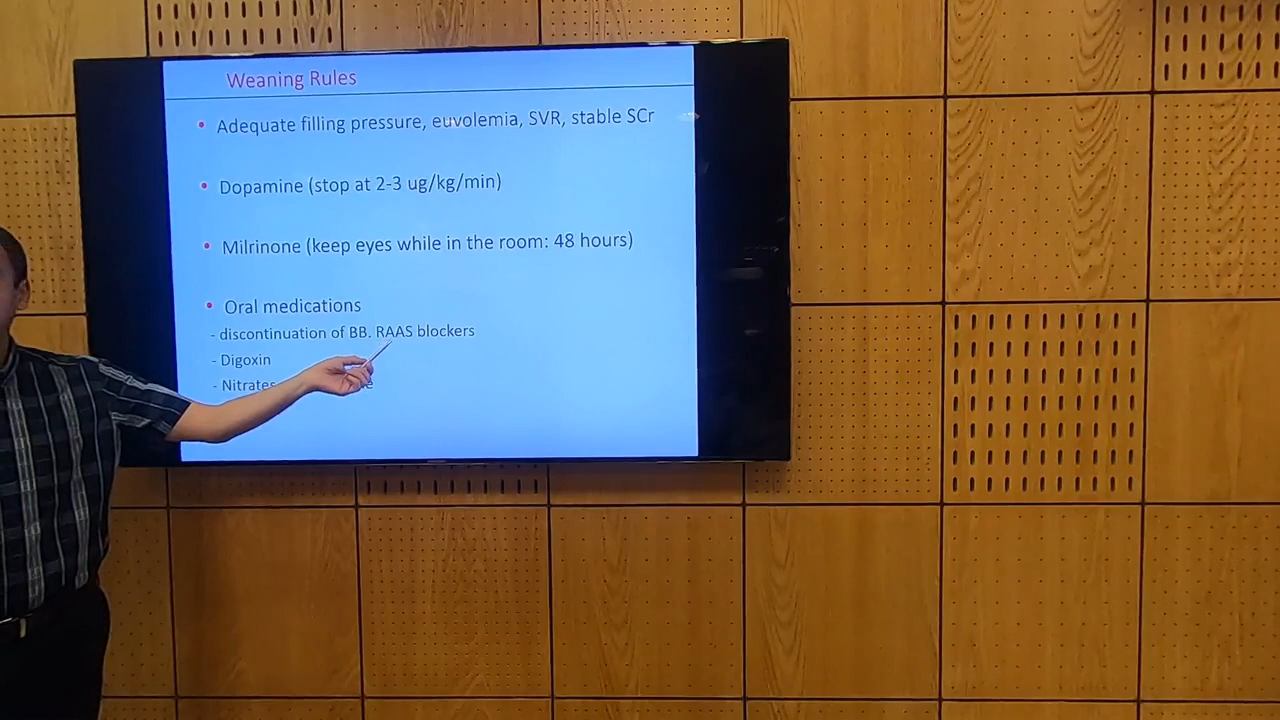 Weaning Rules
• Adequate filling pressure, euvolemia, SVR, stable SCr
• Dopamine (stop at 2-3 ug/kg/min)
• Milrinone (keep eyes while in the room: 48 hours)
• Oral medications
- discontinuation of BB. RAAS blockers
- Digoxin
- Nitrates